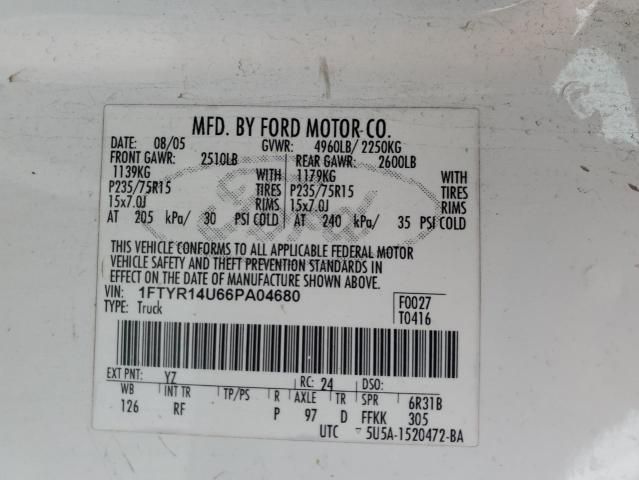 MFD. BY FORD MOTOR CO.
DATE: 08/05 GVWR: 4960LB/ 2250KG
FRONT GAWR: 2510LB REAR GAWR: 2600LB
1139KG WITH 1179KG WITH
P235/75R15 TIRES P235/75R15 TIRES
15x7.0J RIMS 15x7.0J RIMS
AT 205 kPa/ 30 PSI COLD AT 240 kPa/ 35 PSI COLD
Ford
THIS VEHICLE CONFORMS TO ALL APPLICABLE FEDERAL MOTOR
VEHICLE SAFETY AND THEFT PREVENTION STANDARDS IN
EFFECT ON THE DATE OF MANUFACTURE SHOWN ABOVE.
VIN: 1FTYR14U66PA04680 F0027
TYPE: Truck T0416
EXT PNT: YZ RC: 24 DSO:
WB INT TR TP/PS R AXLE TR SPR 6R31B
126 RF P 97 D FFKK 305
UTC 5U5A-1520472-BA